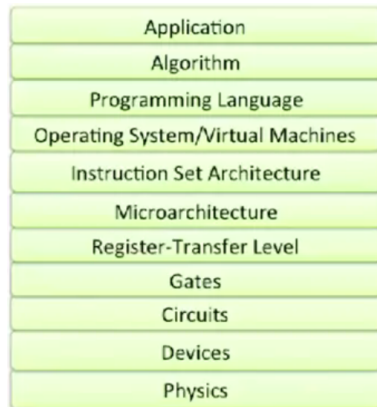 Application
Algorithm
Programming Language
Operating System/Virtual Machines
Instruction Set Architecture
Microarchitecture
Register-Transfer Level
Gates
Circuits
Devices
Physics